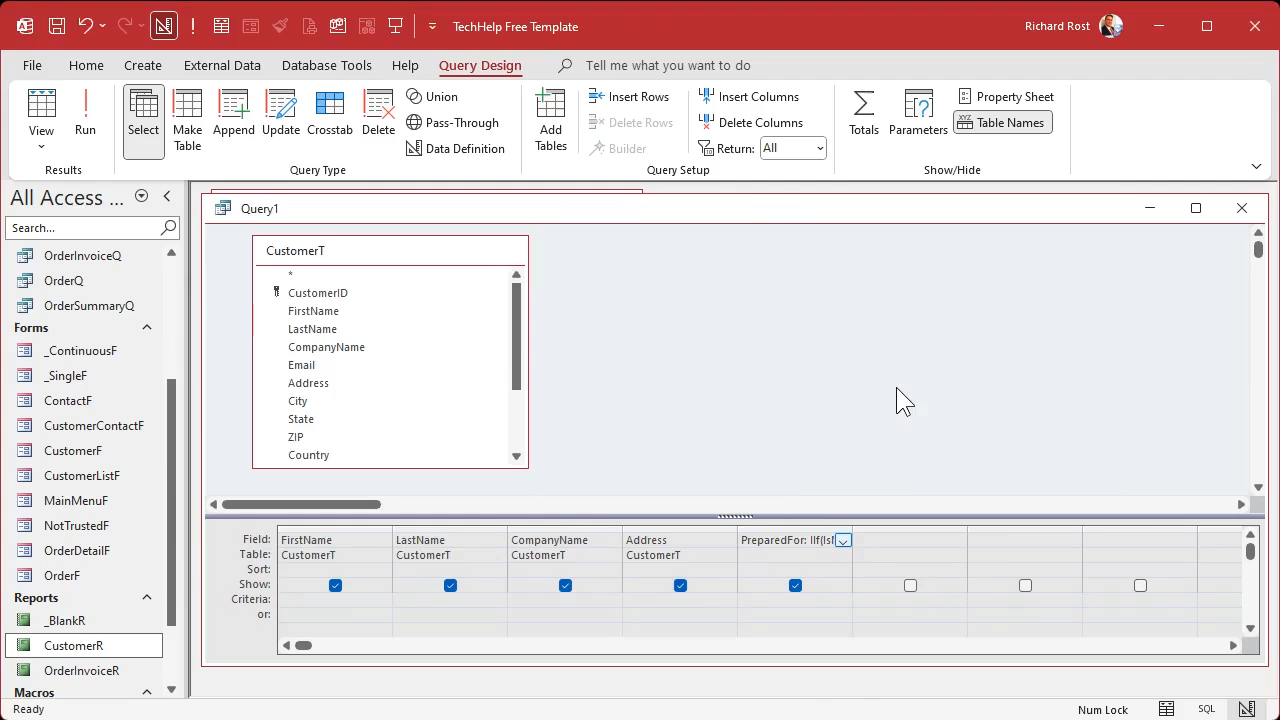 TechHelp Free Template
Richard Rost
File Home Create External Data Database Tools Help Query Design Tell me what you want to do
View
Run
Results
Select
Make Table
Append
Update
Crosstab
Delete
Union
Pass-Through
Data Definition
Query Type
Add Tables
Insert Rows
Delete Rows
Builder
Insert Columns
Delete Columns
Return: All
Query Setup
Totals
Parameters
Property Sheet
Table Names
Show/Hide
All Access ...
Search...
OrderInvoiceQ
OrderQ
OrderSummaryQ
Forms
_ContinuousF
_SingleF
ContactF
CustomerContactF
CustomerF
CustomerListF
MainMenuF
NotTrustedF
OrderDetailF
OrderF
Reports
_BlankR
CustomerR
OrderInvoiceR
Macros
Query1
CustomerT
*
CustomerID
FirstName
LastName
CompanyName
Email
Address
City
State
ZIP
Country
Field: FirstName LastName CompanyName Address PreparedFor: IIf(IsN
Table: CustomerT CustomerT CustomerT CustomerT
Sort:
Show:
Criteria:
or:
Ready
Num Lock
SQL